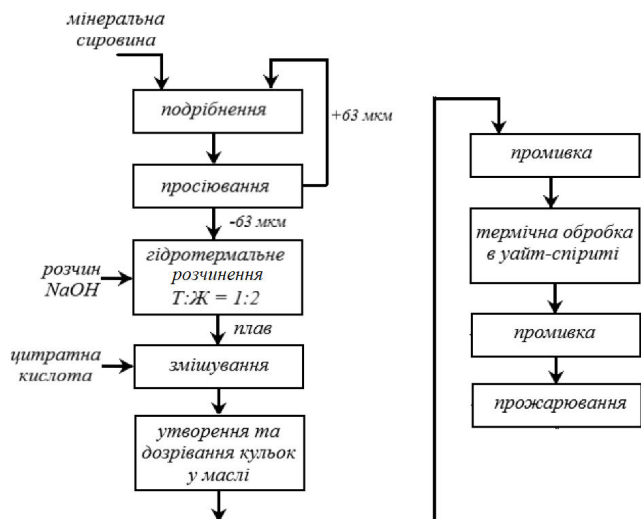 мінеральна
сировина
подрібнення
+63 мкм
просіювання
-63 мкм
розчин
NaOH
гідротермальне
розчинення
Т:Ж = 1:2
плав
цитратна
кислота
змішування
утворення та
дозрівання кульок
у маслі
промивка
термічна обробка
в уайт-спириті
промивка
прожарювання